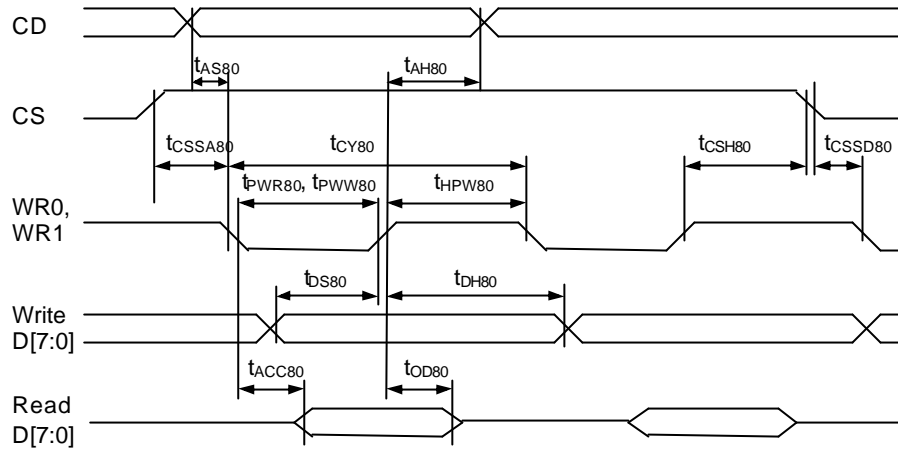 CD
tAS80 tAH80
CS
tCSSA80 tCY80 tCSH80 tCSSD80
tPWR80, tPWW80 tHPW80
WR0,
WR1
tDS80 tDH80
Write
D[7:0]
tACC80 tOD80
Read
D[7:0]